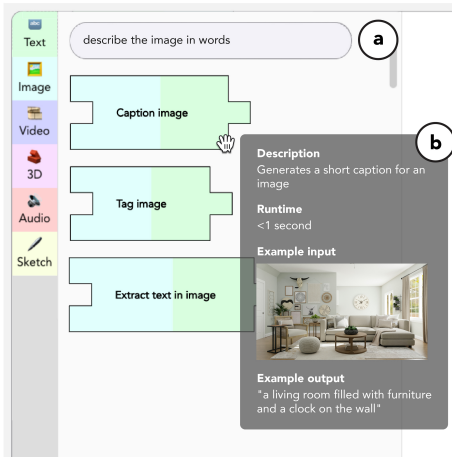 abc
Text
Image
Video
3D
Audio
Sketch
describe the image in words
a
Caption image
Tag image
Extract text in image
b
Description
Generates a short caption for an
image
Runtime
<1 second
Example input
Example output
"a living room filled with furniture
and a clock on the wall"